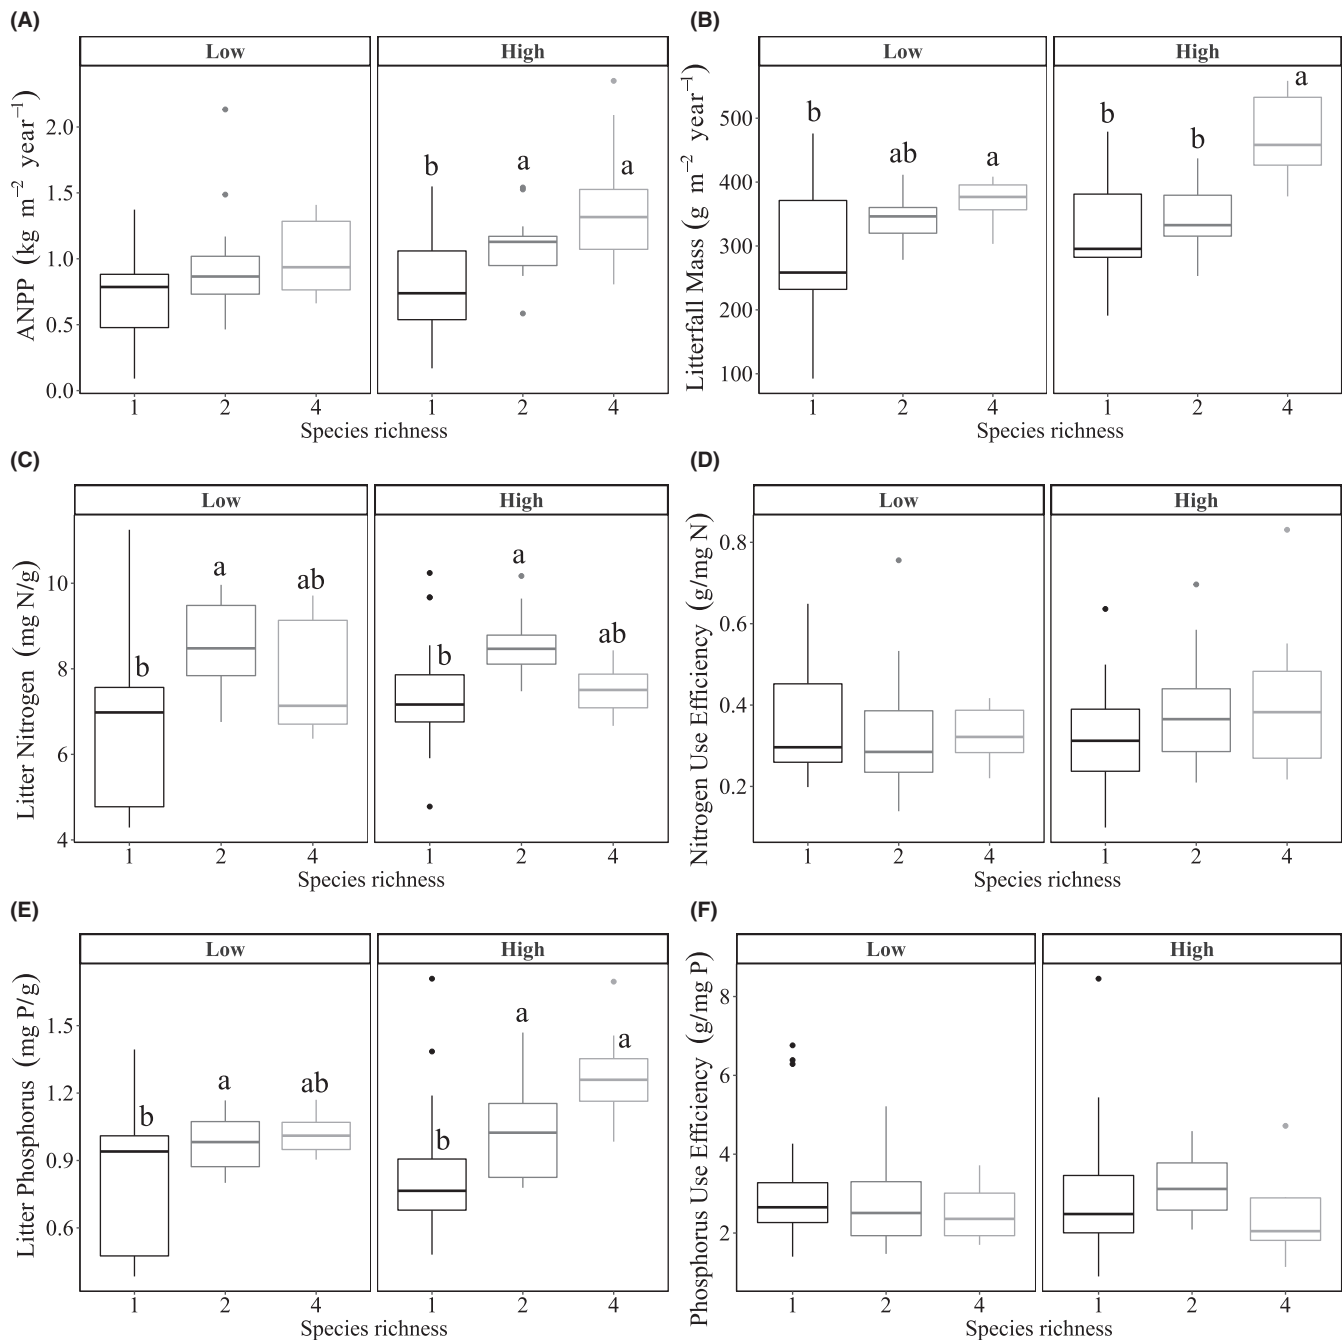 (A)
Low High
ANPP (kg m⁻² year⁻¹)
2.0
1.5
1.0
0.5
0.0
b a a
1 2 4 1 2 4
Species richness
(B)
Low High
Litterfall Mass (g m⁻² year⁻¹)
500
400
300
200
100
b ab a b b a
1 2 4 1 2 4
Species richness
(C)
Low High
Litter Nitrogen (mg N/g)
10
8
6
4
b a ab b a ab
1 2 4 1 2 4
Species richness
(D)
Low High
Nitrogen Use Efficiency (g/mg N)
0.8
0.6
0.4
0.2
1 2 4 1 2 4
Species richness
(E)
Low High
Litter Phosphorus (mg P/g)
1.5
1.2
0.9
0.6
b a ab b a a
1 2 4 1 2 4
Species richness
(F)
Low High
Phosphorus Use Efficiency (g/mg P)
8
6
4
2
1 2 4 1 2 4
Species richness